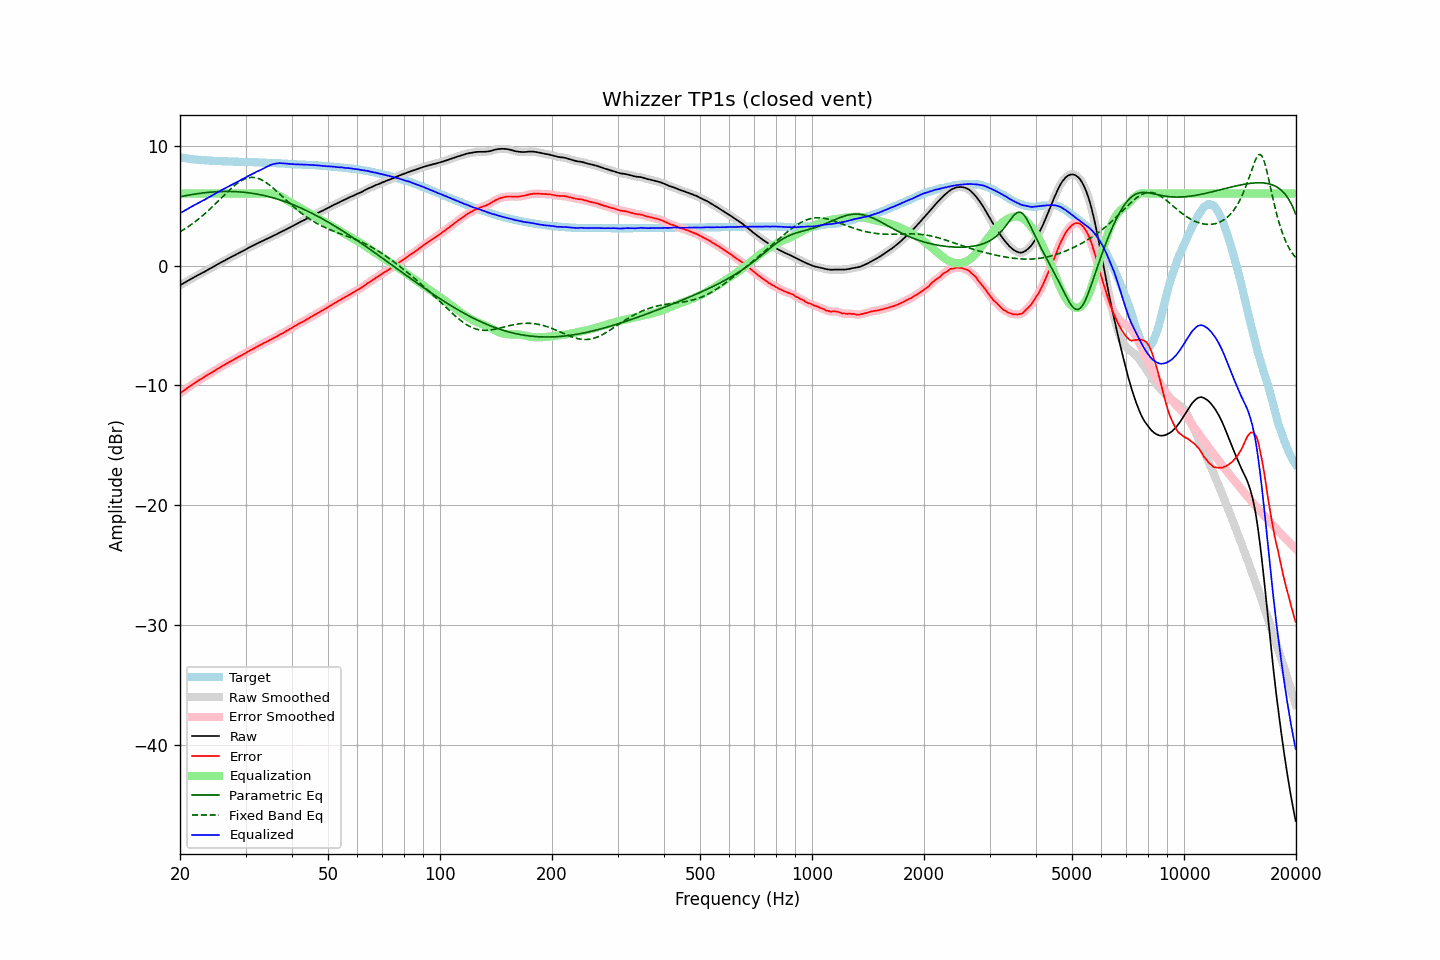 Whizzer TP1s (closed vent)
10
0
−10
−20
−30
−40
Amplitude (dBr)
Target
Raw Smoothed
Error Smoothed
Raw
Error
Equalization
Parametric Eq
Fixed Band Eq
Equalized
20 50 100 200 500 1000 2000 5000 10000 20000
Frequency (Hz)